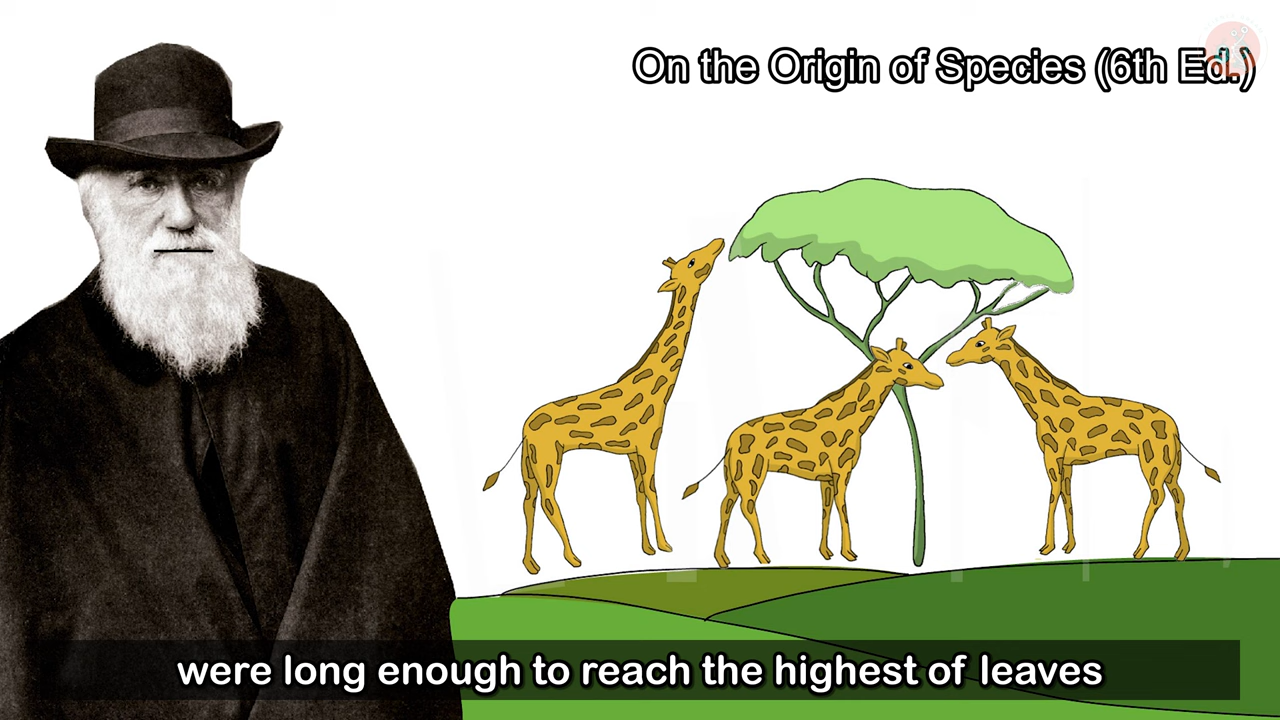 On the Origin of Species (6th Ed.)
were long enough to reach the highest of leaves